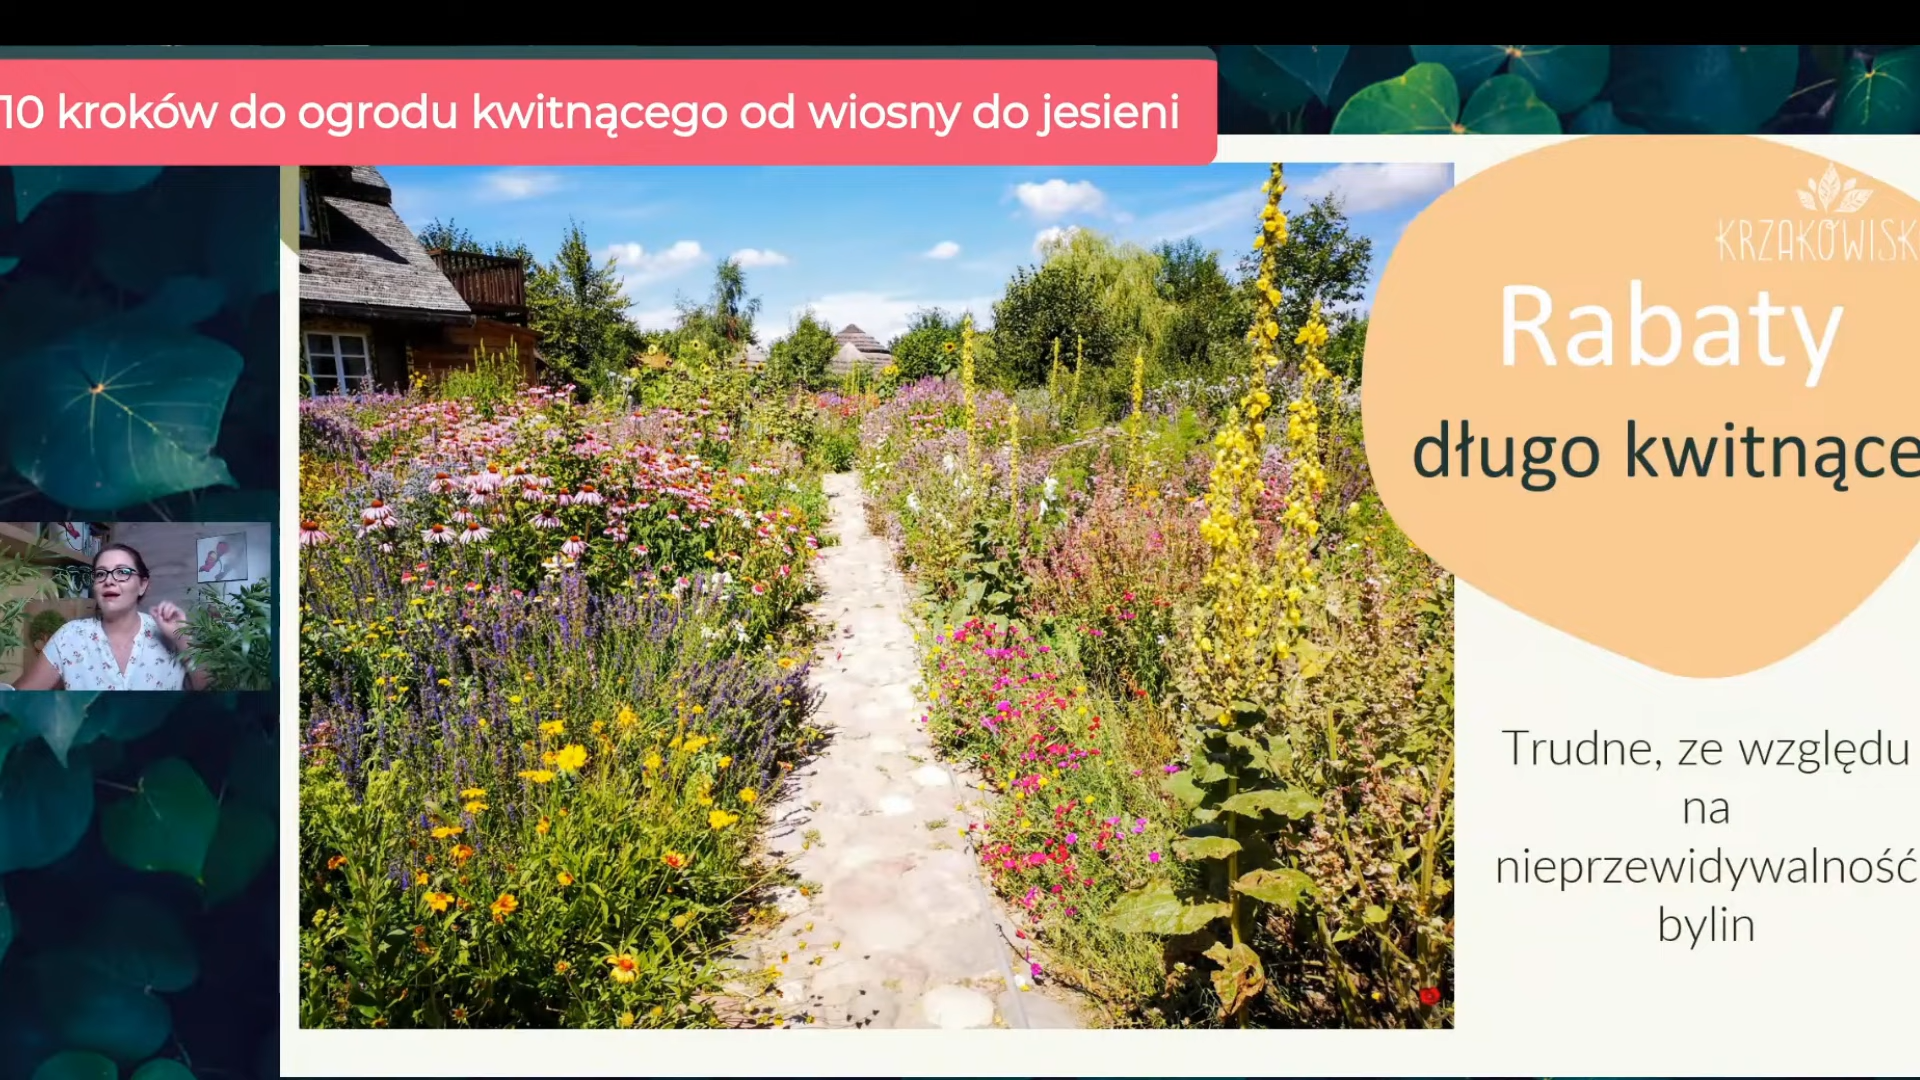 10 kroków do ogrodu kwitnącego od wiosny do jesieni
KRZAKOWISK
Rabaty
długo kwitnące
Trudne, ze względu
na
nieprzewidywalność
bylin